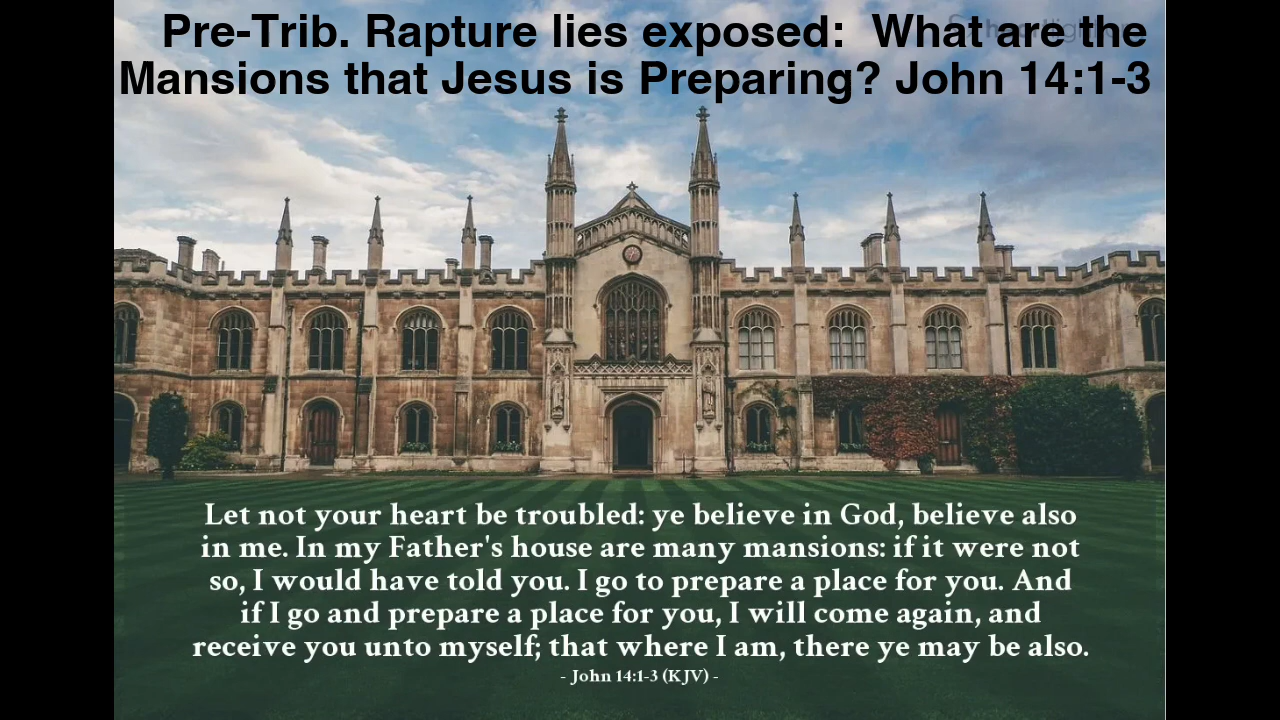 Pre-Trib. Rapture lies exposed:  What are the
Mansions that Jesus is Preparing? John 14:1-3
Let not your heart be troubled: ye believe in God, believe also
in me. In my Father's house are many mansions: if it were not
so, I would have told you. I go to prepare a place for you. And
if I go and prepare a place for you, I will come again, and
receive you unto myself; that where I am, there ye may be also.
- John 14:1-3 (KJV) -